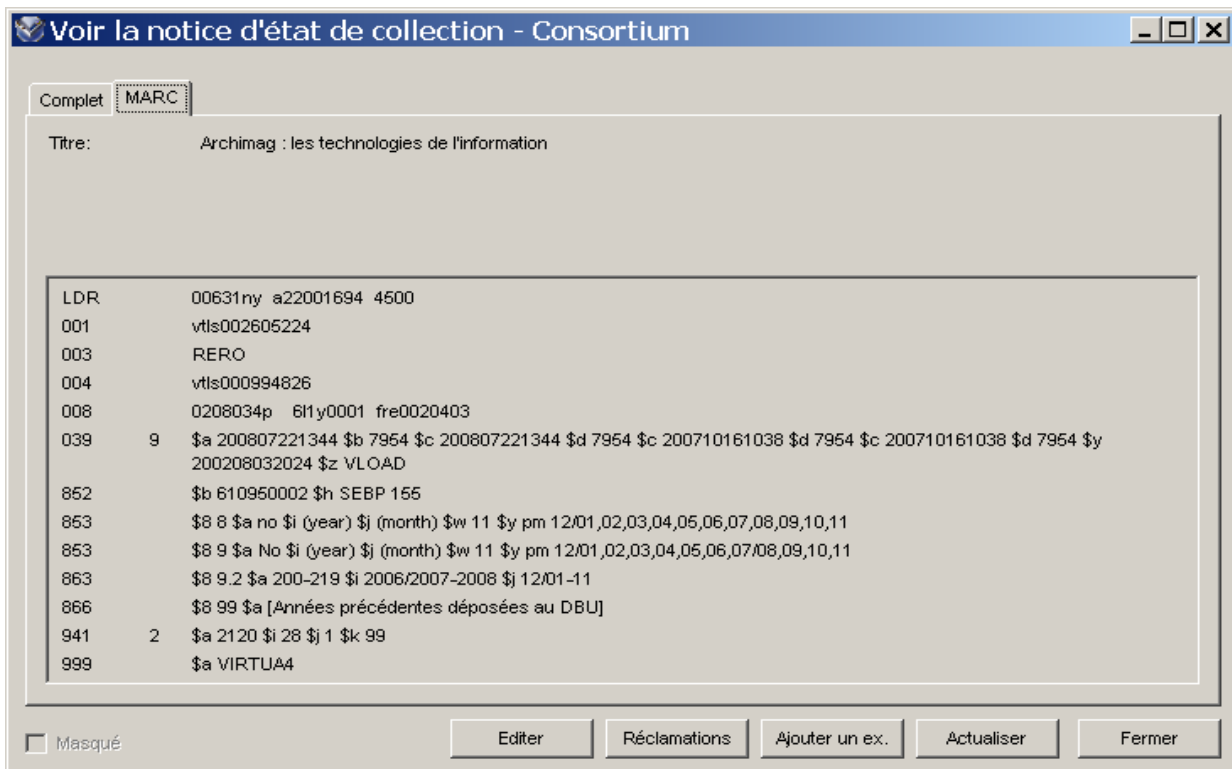 Voir la notice d'état de collection - Consortium
Complet MARC
Titre: Archimag : les technologies de l'information
LDR 00631ny a22001694 4500
001 vtls002605224
003 RERO
004 vtls000994826
008 0208034p 6l1y0001 fre0020403
039 9 $a 200807221344 $b 7954 $c 200807221344 $d 7954 $c 200710161038 $d 7954 $c 200710161038 $d 7954 $y
200208032024 $z VLOAD
852 $b 610950002 $h SEBP 155
853 $8 8 $a no $i (year) $j (month) $w 11 $y pm 12/01,02,03,04,05,06,07,08,09,10,11
853 $8 9 $a No $i (year) $j (month) $w 11 $y pm 12/01,02,03,04,05,06,07/08,09,10,11
863 $8 9.2 $a 200-219 $i 2006/2007-2008 $j 12/01-11
866 $8 99 $a [Années précédentes déposées au DBU]
941 2 $a 2120 $i 28 $j 1 $k 99
999 $a VIRTUA4
Masqué Editer Réclamations Ajouter un ex. Actualiser Fermer